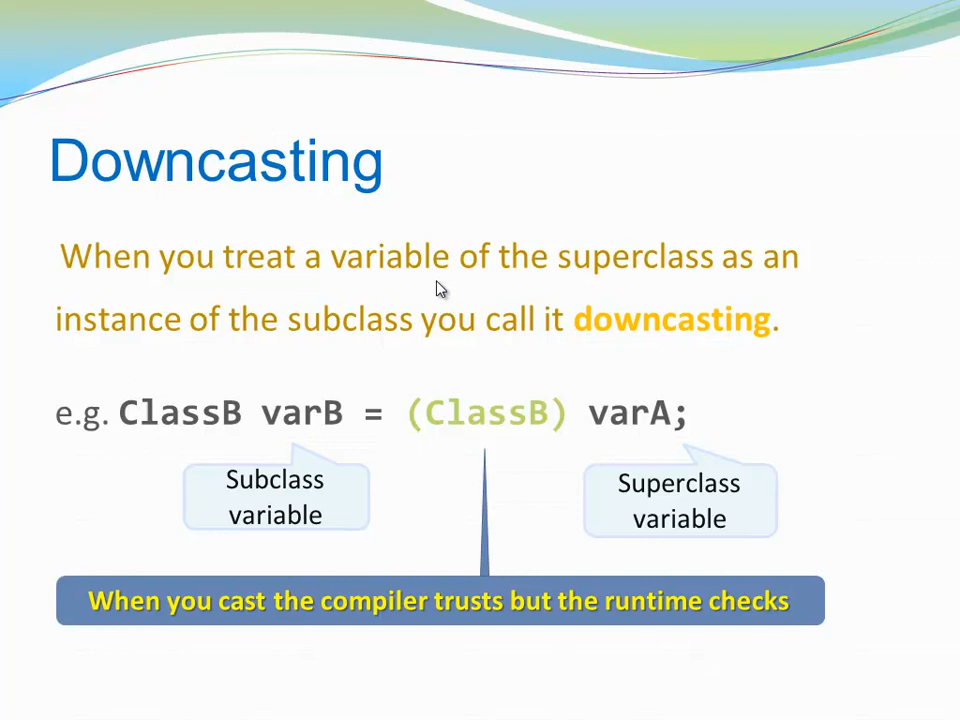 Downcasting
When you treat a variable of the superclass as an
instance of the subclass you call it downcasting.
e.g. ClassB varB = (ClassB) varA;
Subclass
variable
Superclass
variable
When you cast the compiler trusts but the runtime checks